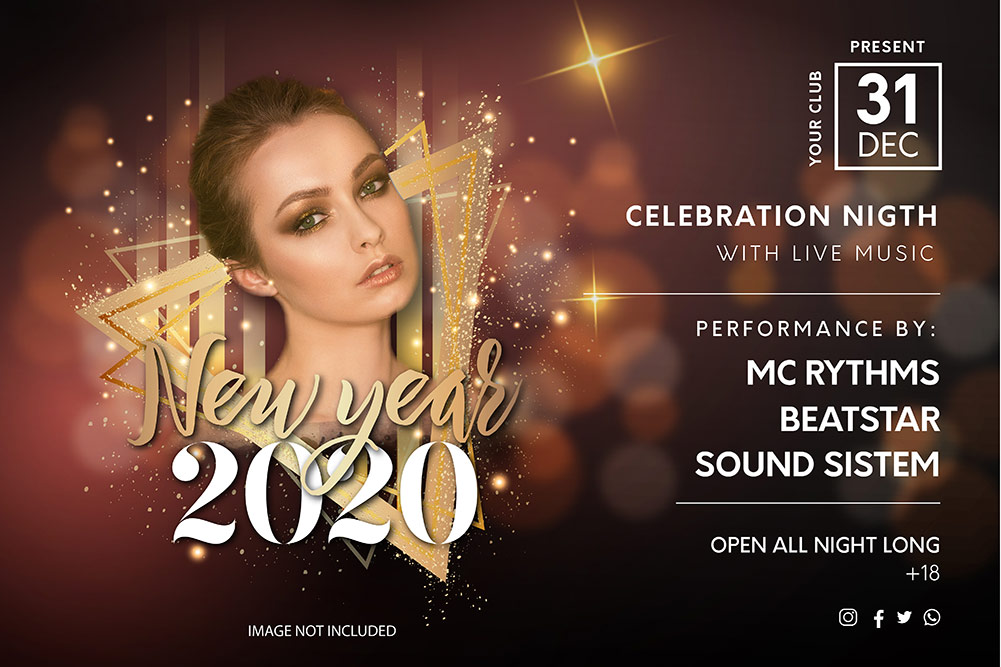 PRESENT
YOUR CLUB
31
DEC
CELEBRATION NIGTH
WITH LIVE MUSIC
PERFORMANCE BY:
MC RYTHMS
BEATSTAR
SOUND SISTEM
OPEN ALL NIGHT LONG
+18
New year
2020
IMAGE NOT INCLUDED